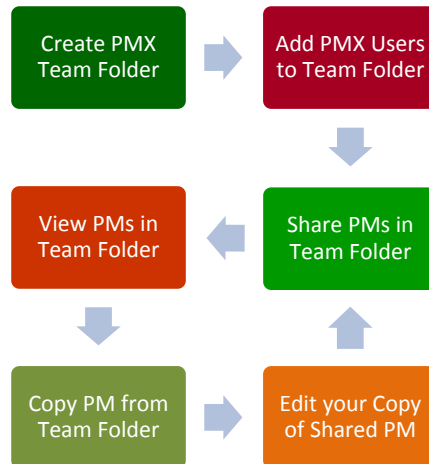 Create PMX
Team Folder
Add PMX Users
to Team Folder
View PMs in
Team Folder
Share PMs in
Team Folder
Copy PM from
Team Folder
Edit your Copy
of Shared PM